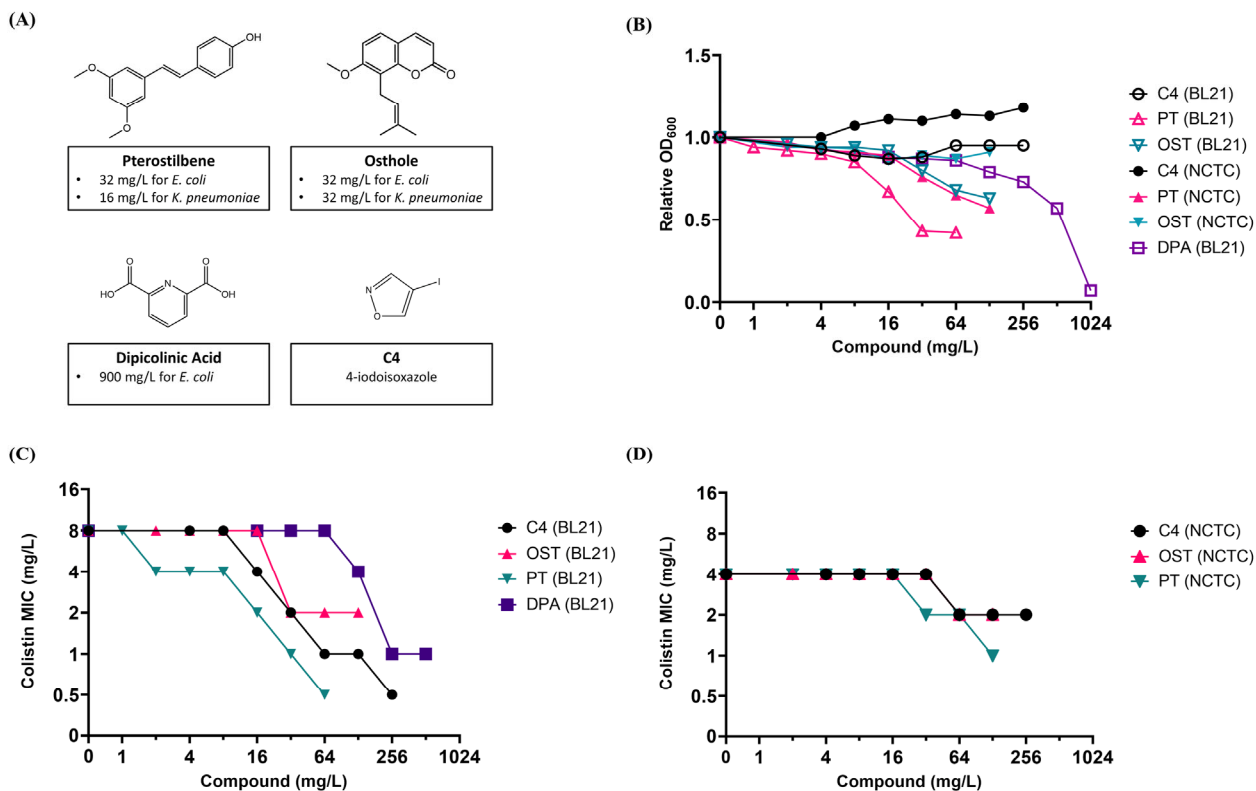 (A)
OH
O
O
O
O
O
Pterostilbene
• 32 mg/L for E. coli
• 16 mg/L for K. pneumoniae
Osthole
• 32 mg/L for E. coli
• 32 mg/L for K. pneumoniae
O
O
HO
N
OH
N
O
I
Dipicolinic Acid
• 900 mg/L for E. coli
C4
4-iodoisoxazole
(B)
1.5
1.0
0.5
0.0
Relative OD600
0
1
4
16
64
256
1024
Compound (mg/L)
C4 (BL21)
PT (BL21)
OST (BL21)
C4 (NCTC)
PT (NCTC)
OST (NCTC)
DPA (BL21)
(C)
16
8
4
2
1
0.5
0
Colistin MIC (mg/L)
0
1
4
16
64
256
1024
Compound (mg/L)
C4 (BL21)
OST (BL21)
PT (BL21)
DPA (BL21)
(D)
16
8
4
2
1
0.5
0
Colistin MIC (mg/L)
0
1
4
16
64
256
1024
Compound (mg/L)
C4 (NCTC)
OST (NCTC)
PT (NCTC)